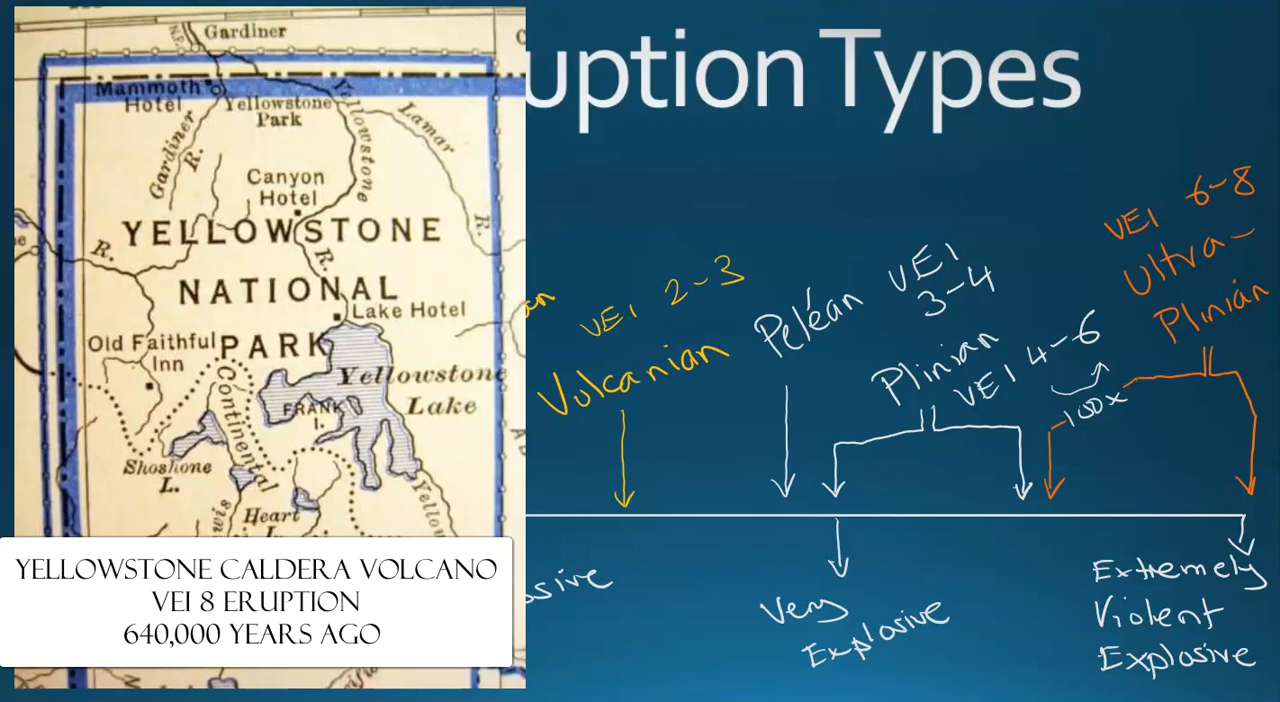 Gardiner
Mammoth
Hotel
Yellowstone
Park
Gardiner
R.
Yellowstone
Lamar
Canyon
Hotel
R.
YELLOWSTONE
R.
R.
NATIONAL
Lake Hotel
Old Faithful
Inn
PARK
Yellowstone
Lake
FRANK
I.
Continental
Shoshone
L.
Heart
YELLOWSTONE CALDERA VOLCANO
VEI 8 ERUPTION
640,000 YEARS AGO
uption Types
an
VEI 2-3
Vulcanian
Peléan VEI
3-4
Plinian
VEI 4-6
100x
VEI 6-8
Ultra-
Plinián
ssive
Very
Explosive
Extremely
Violent
Explosive